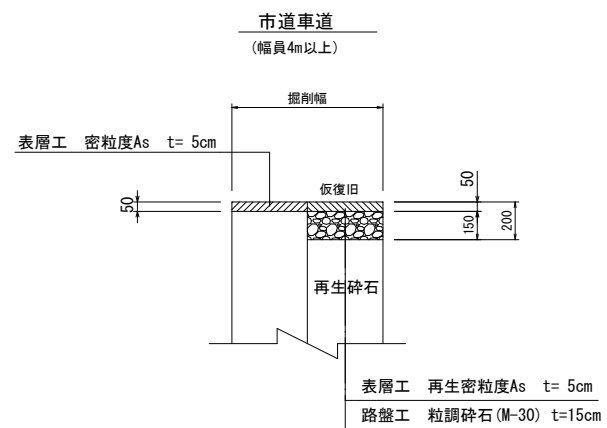 市道車道
(幅員4m以上)
掘削幅
表層工 密粒度As t= 5cm
仮復旧
50
50
150
200
再生砕石
表層工 再生密粒度As t= 5cm
路盤工 粒調砕石(M-30) t=15cm